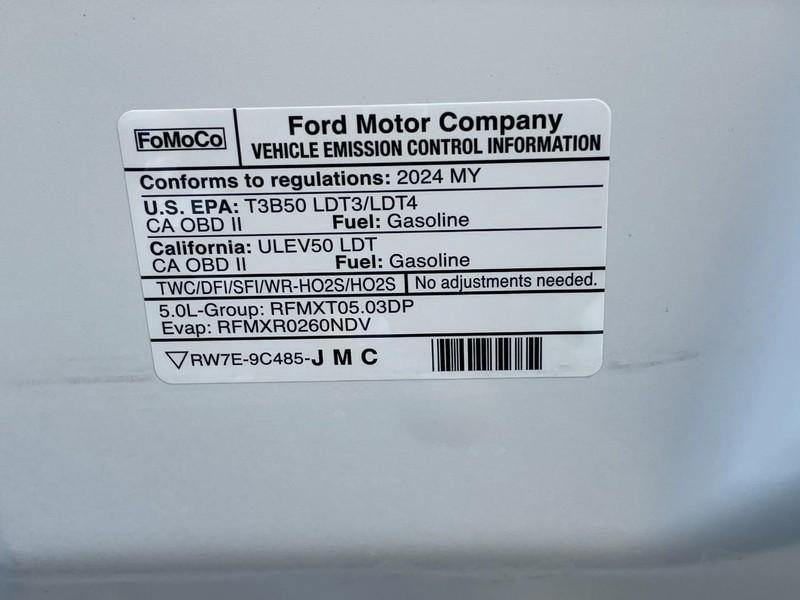 FoMoCo
Ford Motor Company
VEHICLE EMISSION CONTROL INFORMATION
Conforms to regulations: 2024 MY
U.S. EPA: T3B50 LDT3/LDT4
CA OBD II Fuel: Gasoline
California: ULEV50 LDT
CA OBD II Fuel: Gasoline
TWC/DFI/SFI/WR-HO2S/HO2S No adjustments needed.
5.0L-Group: RFMXT05.03DP
Evap: RFMXR0260NDV
RW7E-9C485-J M C